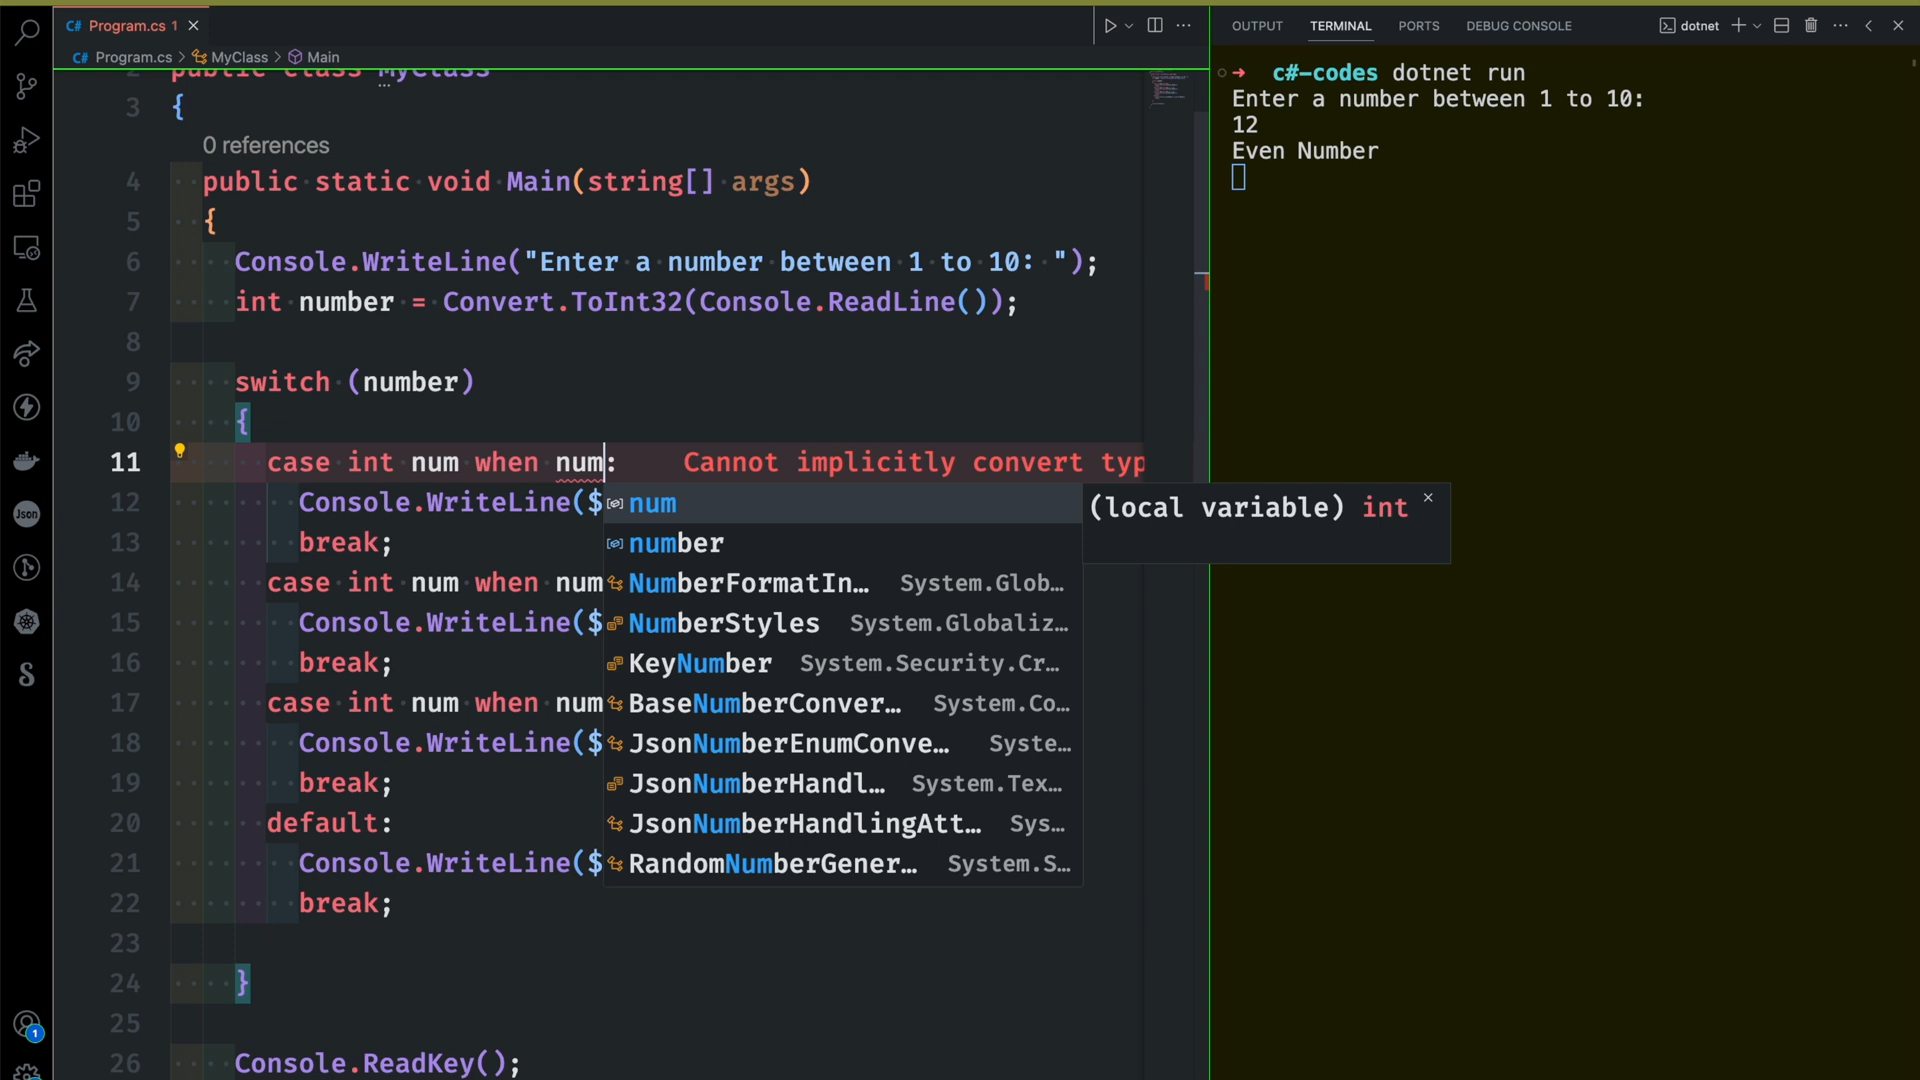 Program.cs 1
OUTPUT TERMINAL PORTS DEBUG CONSOLE dotnet
C# Program.cs > MyClass > Main
2 public class MyClass
3 {
0 references
4 public static void Main(string[] args)
5 {
6 Console.WriteLine("Enter a number between 1 to 10: ");
7 int number = Convert.ToInt32(Console.ReadLine());
8
9 switch (number)
10 {
11 case int num when num: Cannot implicitly convert typ
12 Console.WriteLine($
13 break;
14 case int num when num
15 Console.WriteLine($
16 break;
17 case int num when num
18 Console.WriteLine($
19 break;
20 default:
21 Console.WriteLine($
22 break;
23
24 }
25
26 Console.ReadKey();
num
number
NumberFormatIn… System.Glob…
NumberStyles System.Globaliz…
KeyNumber System.Security.Cr…
BaseNumberConver… System.Co…
JsonNumberEnumConve… Syste…
JsonNumberHandl… System.Tex…
JsonNumberHandlingAtt… Sys…
RandomNumberGener… System.S…
(local variable) int
c#-codes dotnet run
Enter a number between 1 to 10:
12
Even Number
Json
1